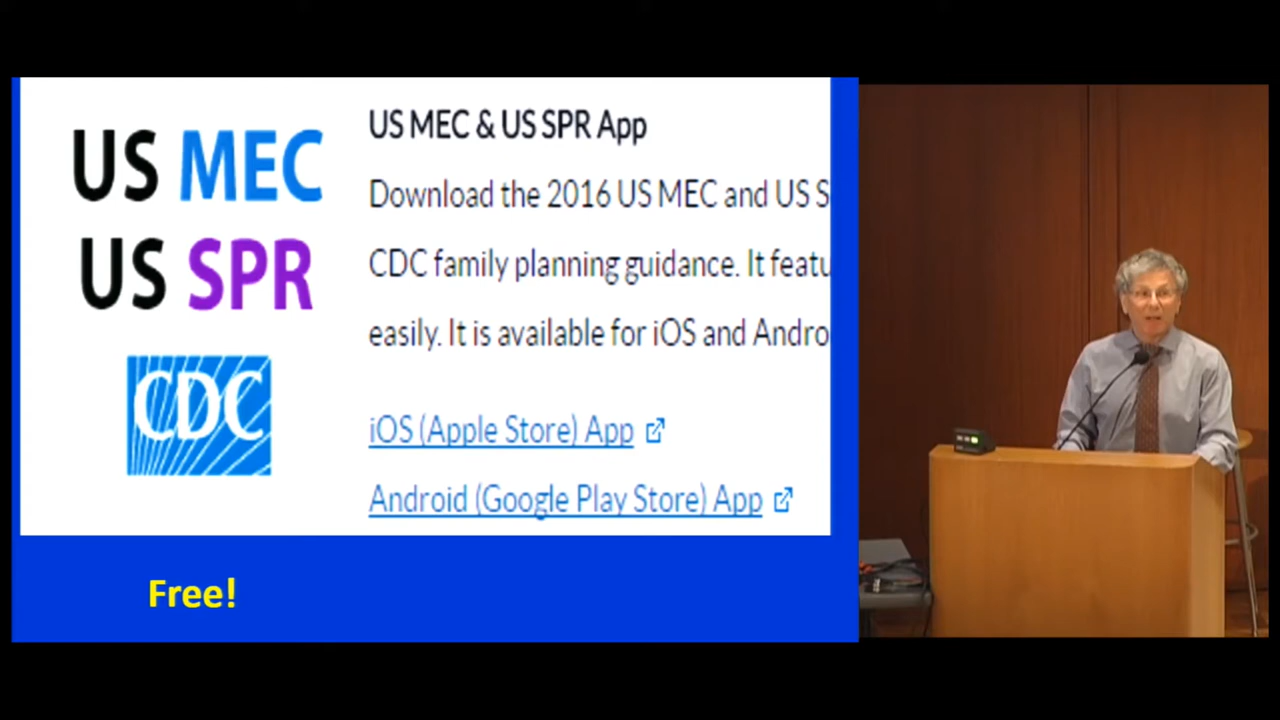 US MEC
US SPR
CDC
US MEC & US SPR App
Download the 2016 US MEC and US S
CDC family planning guidance. It featu
easily. It is available for iOS and Andro
iOS (Apple Store) App
Android (Google Play Store) App
Free!